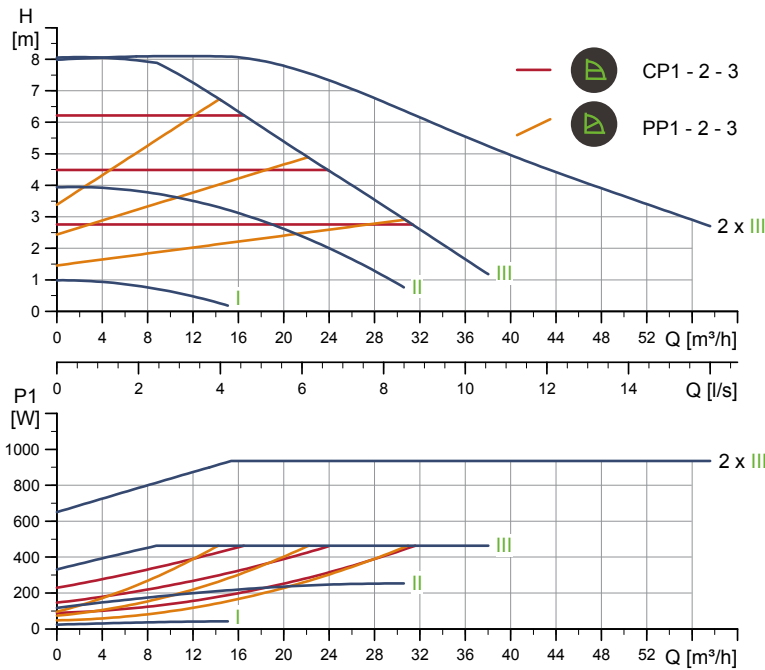 H
[m]
8
7
6
5
4
3
2
1
0
CP1 - 2 - 3
PP1 - 2 - 3
2 x III
III
II
I
0 4 8 12 16 20 24 28 32 36 40 44 48 52 Q [m³/h]
0 2 4 6 8 10 12 14 Q [l/s]
P1
[W]
1000
800
600
400
200
0
2 x III
III
II
I
0 4 8 12 16 20 24 28 32 36 40 44 48 52 Q [m³/h]